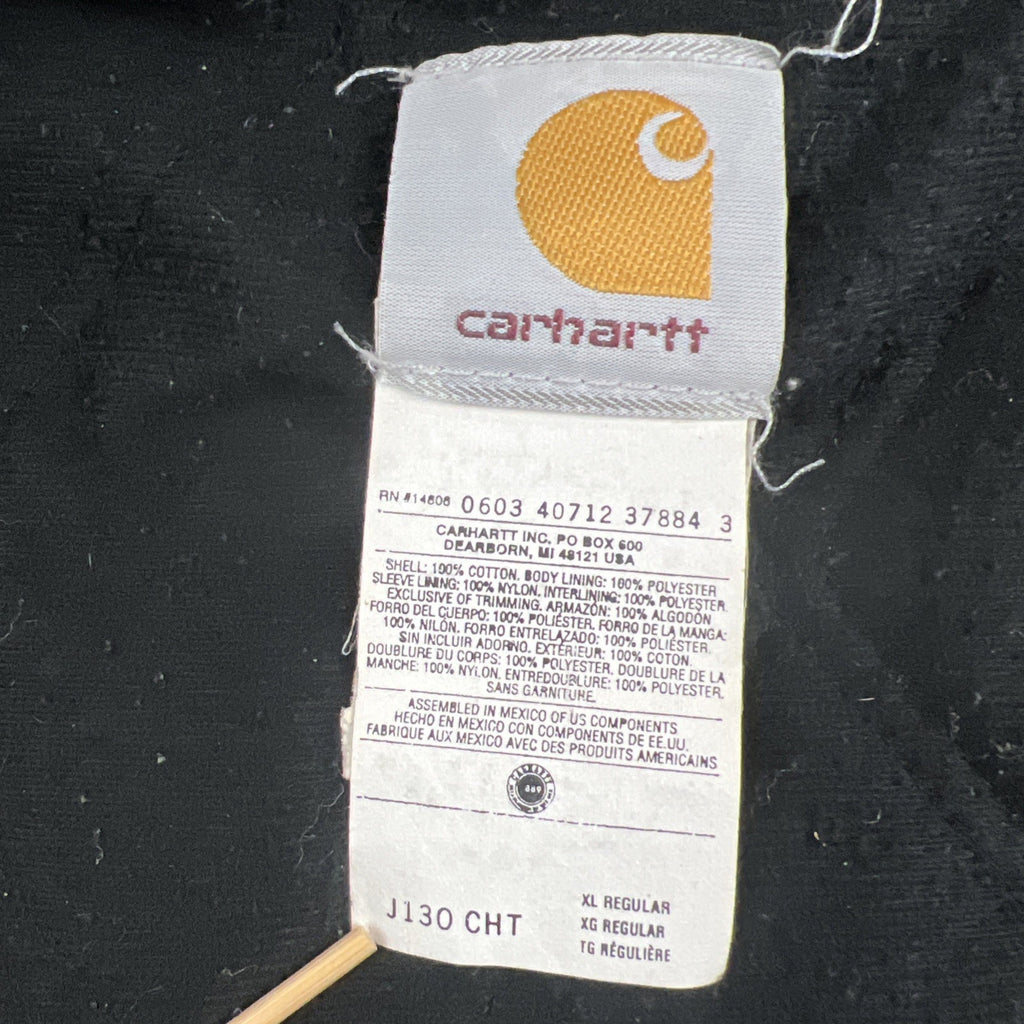 carhartt
RN #14806 0603 40712 37884 3
CARHARTT INC. PO BOX 600
DEARBORN, MI 48121 USA
SHELL: 100% COTTON. BODY LINING: 100% POLYESTER
SLEEVE LINING: 100% NYLON. INTERLINING: 100% POLYESTER
EXCLUSIVE OF TRIMMING. ARMAZÓN: 100% ALGODÓN
FORRO DEL CUERPO: 100% POLIÉSTER. FORRO DE LA MANGA:
100% NILÓN. FORRO ENTRELAZADO: 100% POLIÉSTER.
SIN INCLUIR ADORNO. EXTÉRIEUR: 100% COTON.
DOUBLURE DU CORPS: 100% POLYESTER. DOUBLURE DE LA
MANCHE: 100% NYLON. ENTREDOUBLURE: 100% POLYESTER.
SANS GARNITURE.
ASSEMBLED IN MEXICO OF US COMPONENTS
HECHO EN MEXICO CON COMPONENTS DE EE.UU.
FABRIQUE AUX MEXICO AVEC DES PRODUITS AMERICAINS
889
J130 CHT
XL REGULAR
XG REGULAR
TG RÉGULIÈRE